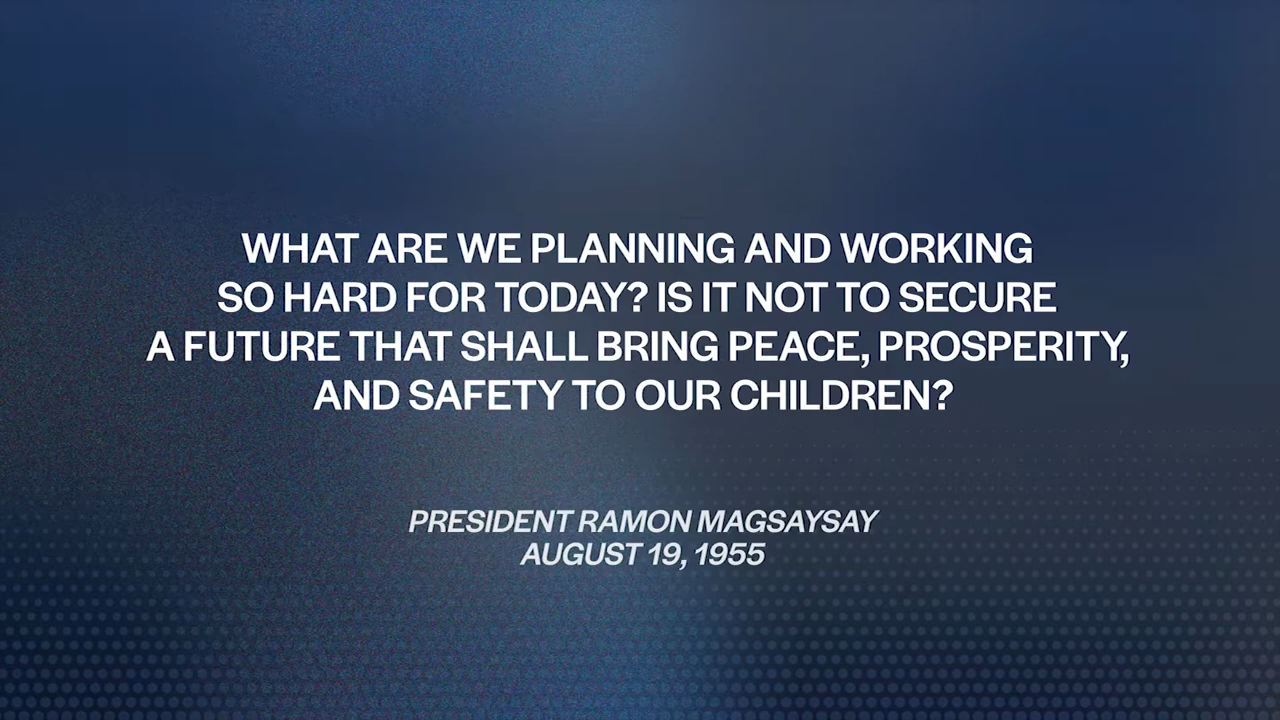 WHAT ARE WE PLANNING AND WORKING
SO HARD FOR TODAY? IS IT NOT TO SECURE
A FUTURE THAT SHALL BRING PEACE, PROSPERITY,
AND SAFETY TO OUR CHILDREN?
PRESIDENT RAMON MAGSAYSAY
AUGUST 19, 1955